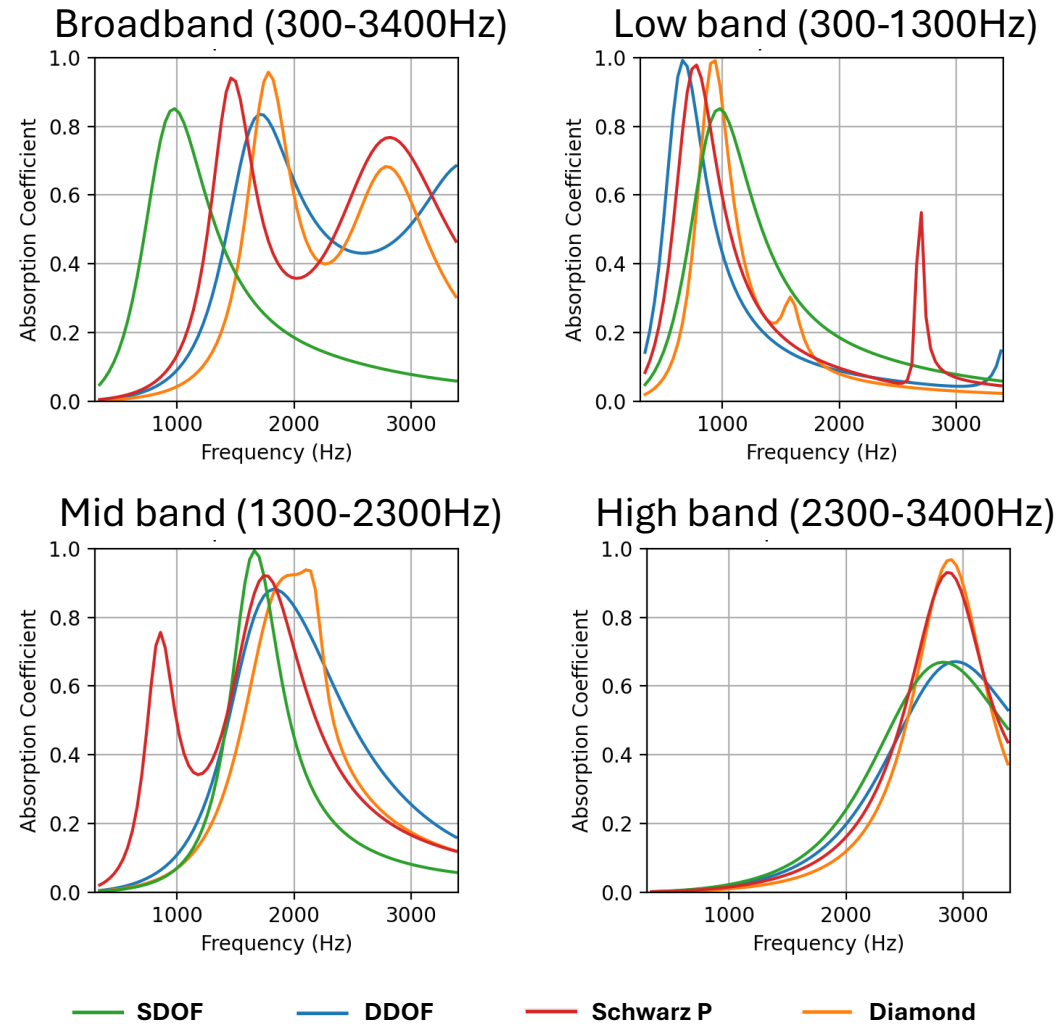 Broadband (300-3400Hz)
Low band (300-1300Hz)
1.0
0.8
0.6
0.4
0.2
0.0
Absorption Coefficient
1000
2000
3000
Frequency (Hz)
1.0
0.8
0.6
0.4
0.2
0.0
Absorption Coefficient
1000
2000
3000
Frequency (Hz)
Mid band (1300-2300Hz)
High band (2300-3400Hz)
1.0
0.8
0.6
0.4
0.2
0.0
Absorption Coefficient
1000
2000
3000
Frequency (Hz)
1.0
0.8
0.6
0.4
0.2
0.0
Absorption Coefficient
1000
2000
3000
Frequency (Hz)
SDOF
DDOF
Schwarz P
Diamond